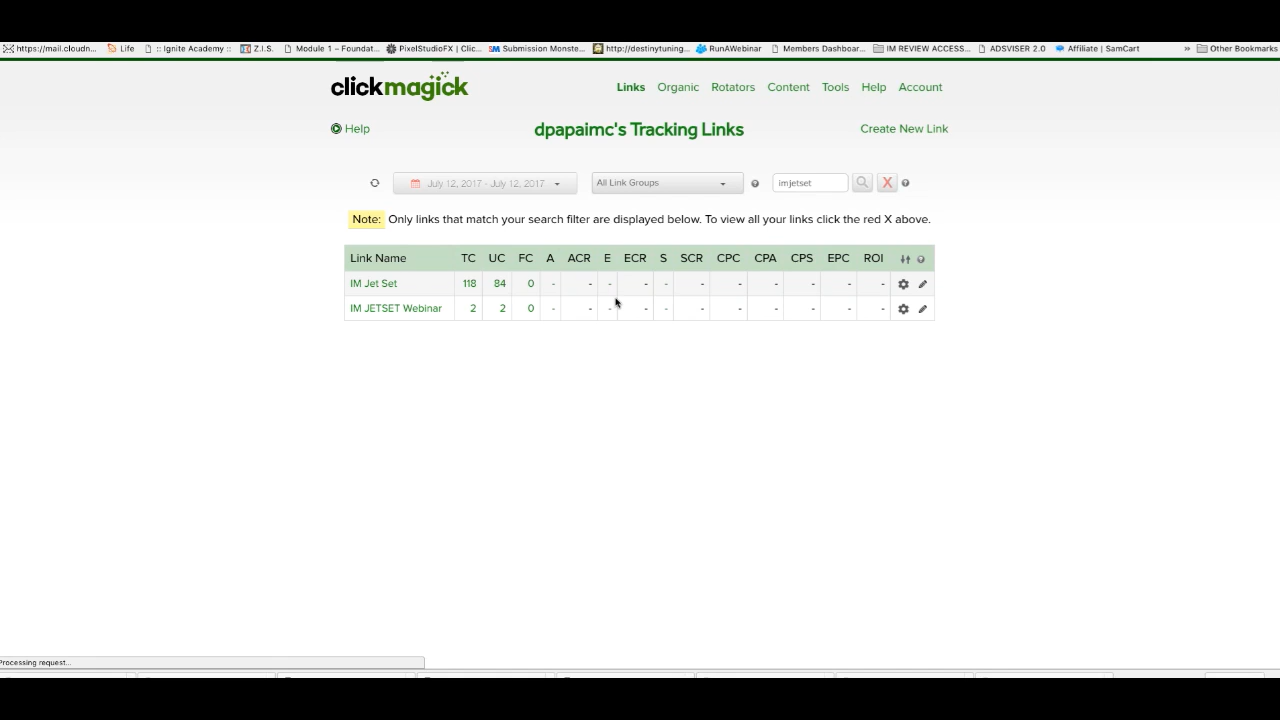 https://mail.cloudn... Life :: Ignite Academy :: Z.I.S. Module 1 – Foundat... PixelStudioFX | Clic... SM Submission Monste... http://destinytuning... RunAWebinar Members Dashboar... IM REVIEW ACCESS... ADSVISER 2.0 Affiliate | SamCart » Other Bookmarks
clickmagick Links Organic Rotators Content Tools Help Account
Help dpapaimc's Tracking Links Create New Link
July 12, 2017 - July 12, 2017 All Link Groups ? imjetset X ?
Note: Only links that match your search filter are displayed below. To view all your links click the red X above.
Link Name TC UC FC A ACR E ECR S SCR CPC CPA CPS EPC ROI ?
IM Jet Set 118 84 0 - - - - - - - - - - -
IM JETSET Webinar 2 2 0 - - - - - - - - - - -
Processing request...